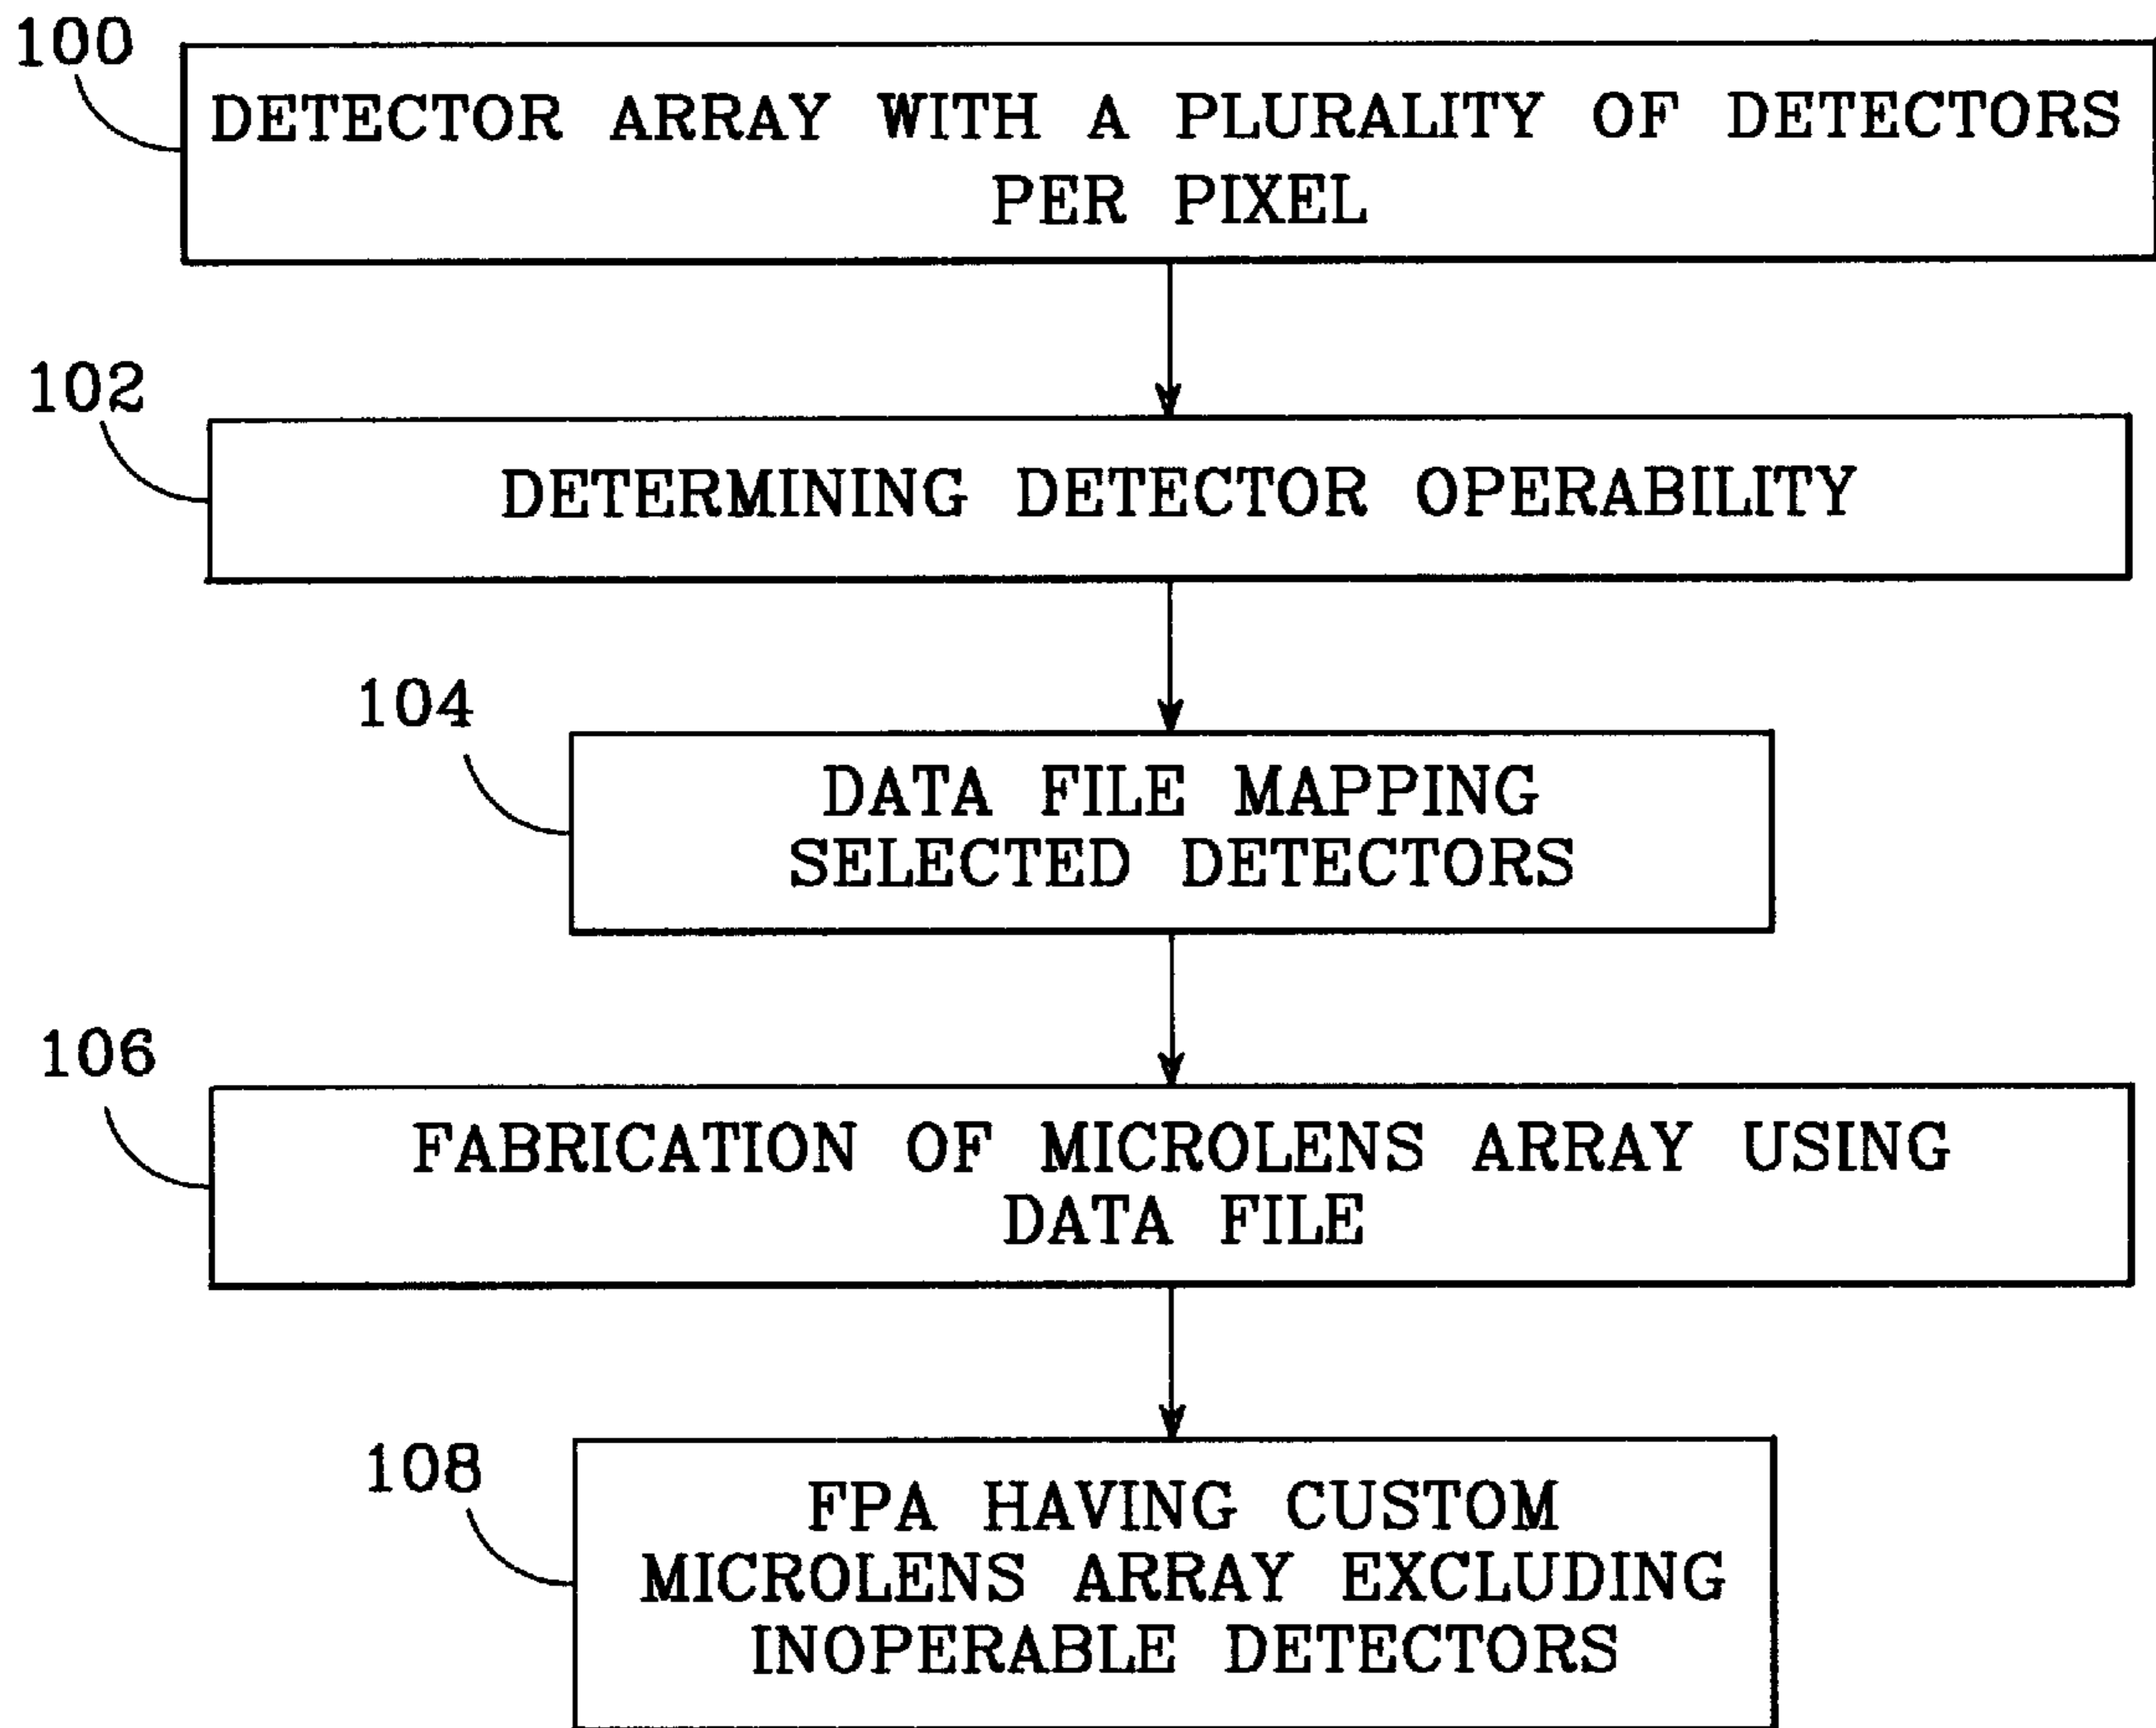 100
DETECTOR ARRAY WITH A PLURALITY OF DETECTORS
PER PIXEL
102
DETERMINING DETECTOR OPERABILITY
104
DATA FILE MAPPING
SELECTED DETECTORS
106
FABRICATION OF MICROLENS ARRAY USING
DATA FILE
108
FPA HAVING CUSTOM
MICROLENS ARRAY EXCLUDING
INOPERABLE DETECTORS